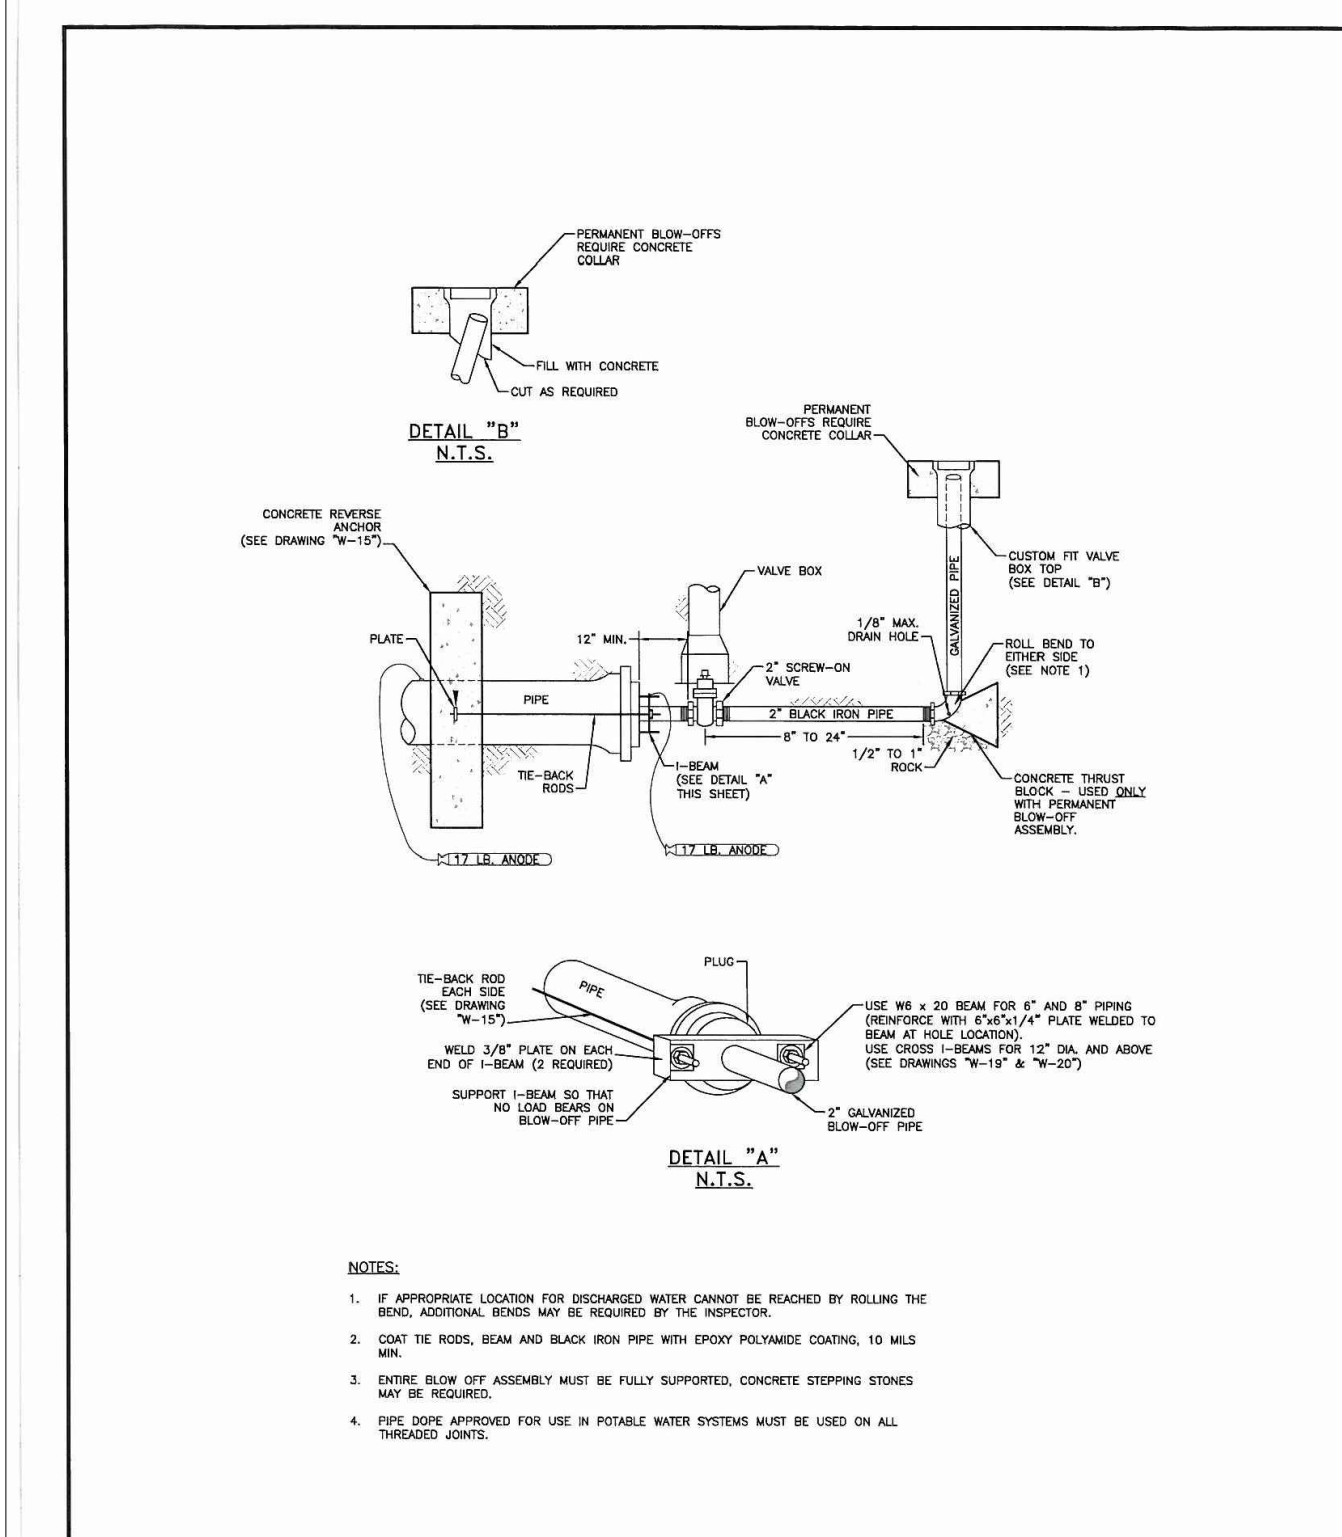 PERMANENT BLOW-OFFS
REQUIRE CONCRETE
COLLAR
FILL WITH CONCRETE
CUT AS REQUIRED
DETAIL "B"
N.T.S.
PERMANENT
BLOW-OFFS REQUIRE
CONCRETE COLLAR
CONCRETE REVERSE
ANCHOR
(SEE DRAWING "W-15")
PLATE
PIPE
12" MIN.
VALVE BOX
2" SCREW-ON
VALVE
1/8" MAX.
DRAIN HOLE
GALVANIZED PIPE
CUSTOM FIT VALVE
BOX TOP
(SEE DETAIL "B")
ROLL BEND TO
EITHER SIDE
(SEE NOTE 1)
2" BLACK IRON PIPE
8" TO 24"
1/2" TO 1"
ROCK
TIE-BACK
RODS
I-BEAM
(SEE DETAIL "A"
THIS SHEET)
CONCRETE THRUST
BLOCK - USED ONLY
WITH PERMANENT
BLOW-OFF
ASSEMBLY.
17 LB. ANODE
17 LB. ANODE
TIE-BACK ROD
EACH SIDE
(SEE DRAWING
"W-15")
PIPE
PLUG
WELD 3/8" PLATE ON EACH
END OF I-BEAM (2 REQUIRED)
SUPPORT I-BEAM SO THAT
NO LOAD BEARS ON
BLOW-OFF PIPE
USE W6 x 20 BEAM FOR 6" AND 8" PIPING
(REINFORCE WITH 6"x6"x1/4" PLATE WELDED TO
BEAM AT HOLE LOCATION).
USE CROSS I-BEAMS FOR 12" DIA. AND ABOVE
(SEE DRAWINGS "W-19" & "W-20")
2" GALVANIZED
BLOW-OFF PIPE
DETAIL "A"
N.T.S.
NOTES:
1. IF APPROPRIATE LOCATION FOR DISCHARGED WATER CANNOT BE REACHED BY ROLLING THE
BEND, ADDITIONAL BENDS MAY BE REQUIRED BY THE INSPECTOR.
2. COAT TIE RODS, BEAM AND BLACK IRON PIPE WITH EPOXY POLYAMIDE COATING, 10 MILS
MIN.
3. ENTIRE BLOW OFF ASSEMBLY MUST BE FULLY SUPPORTED, CONCRETE STEPPING STONES
MAY BE REQUIRED.
4. PIPE DOPE APPROVED FOR USE IN POTABLE WATER SYSTEMS MUST BE USED ON ALL
THREADED JOINTS.